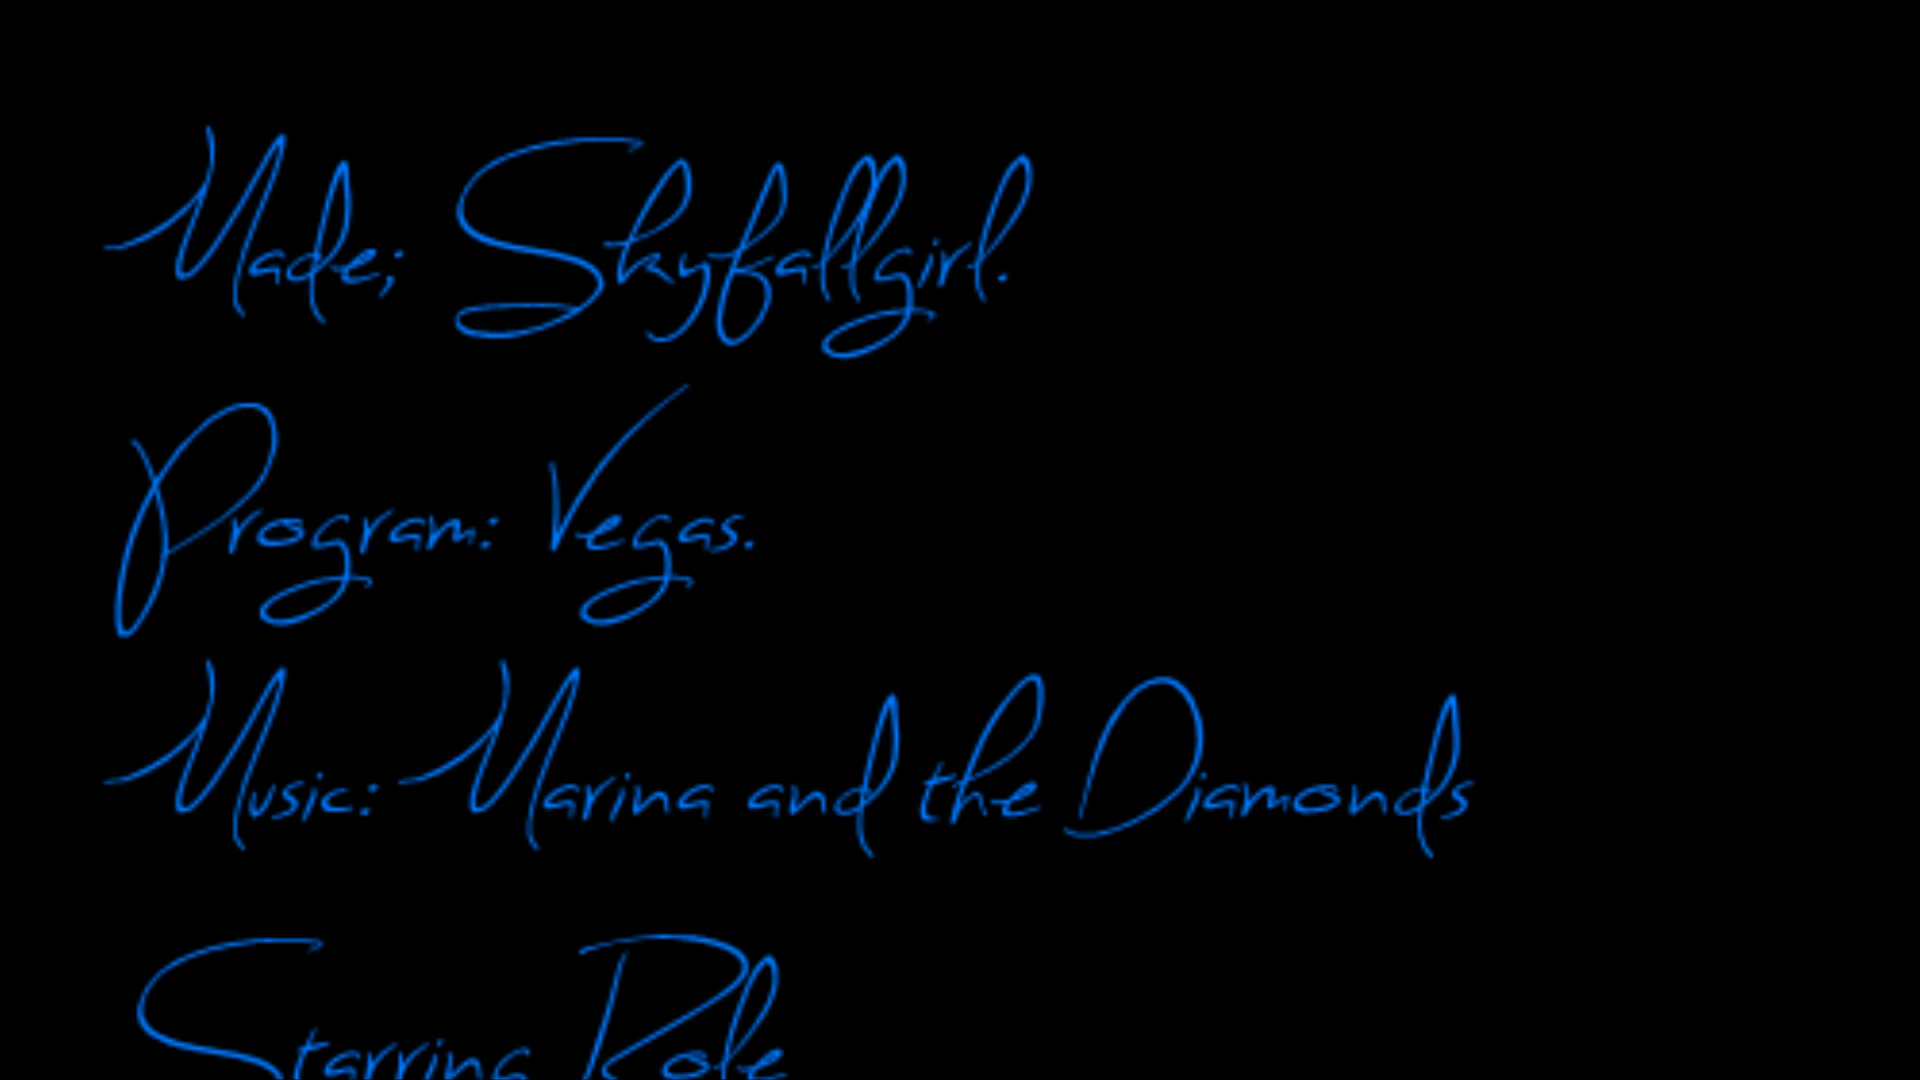 Made; Skyfallgirl.
Program: Vegas.
Music: Marina and the Diamonds
Starring Role